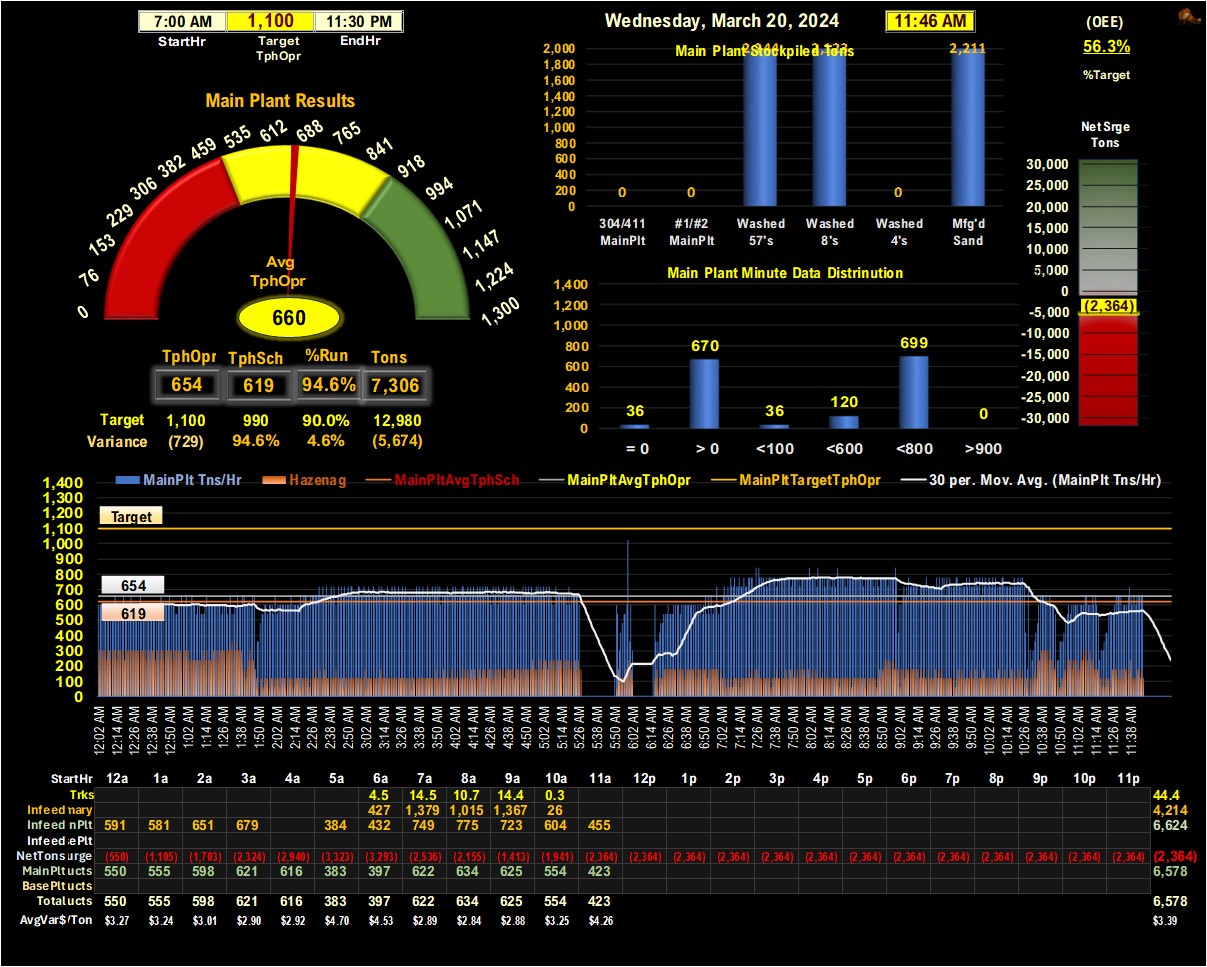 7:00 AM 1,100 11:30 PM
StartHr Target TphOpr EndHr
Wednesday, March 20, 2024
11:46 AM
(OEE)
56.3%
%Target
Main Plant Results
0 76 153 229 306 382 459 535 612 688 765 841 918 994 1,071 1,147 1,224 1,300
Avg
TphOpr
660
TphOpr TphSch %Run Tons
654 619 94.6% 7,306
Target 1,100 990 90.0% 12,980
Variance (729) 94.6% 4.6% (5,674)
Main Plant Stockpiled Tons
2,000
1,800
1,600
1,400
1,200
1,000
800
600
400
200
0
0 0 0 2,211
304/411 MainPlt
#1/#2 MainPlt
Washed 57's
Washed 8's
Washed 4's
Mfg'd Sand
Net Srge
Tons
30,000
25,000
20,000
15,000
10,000
5,000
0
(2,364)
-5,000
-10,000
-15,000
-20,000
-25,000
-30,000
Main Plant Minute Data Distrinution
1,400
1,200
1,000
800
600
400
200
0
36 670 36 120 699 0
= 0 > 0 <100 <600 <800 >900
MainPlt Tns/Hr Hazenag MainPltAvgTphSch MainPltAvgTphOpr MainPltTargetTphOpr 30 per. Mov. Avg. (MainPlt Tns/Hr)
1,400
1,300
1,200
1,100
1,000
900
800
700
600
500
400
300
200
100
0
Target
654
619
12:02 AM 12:14 AM 12:26 AM 12:38 AM 12:50 AM 1:02 AM 1:14 AM 1:26 AM 1:38 AM 1:50 AM 2:02 AM 2:14 AM 2:26 AM 2:38 AM 2:50 AM 3:02 AM 3:14 AM 3:26 AM 3:38 AM 3:50 AM 4:02 AM 4:14 AM 4:26 AM 4:38 AM 4:50 AM 5:02 AM 5:14 AM 5:26 AM 5:38 AM 5:50 AM 6:02 AM 6:14 AM 6:26 AM 6:38 AM 6:50 AM 7:02 AM 7:14 AM 7:26 AM 7:38 AM 7:50 AM 8:02 AM 8:14 AM 8:26 AM 8:38 AM 8:50 AM 9:02 AM 9:14 AM 9:26 AM 9:38 AM 9:50 AM 10:02 AM 10:14 AM 10:26 AM 10:38 AM 10:50 AM 11:02 AM 11:14 AM 11:26 AM 11:38 AM
StartHr 12a 1a 2a 3a 4a 5a 6a 7a 8a 9a 10a 11a 12p 1p 2p 3p 4p 5p 6p 7p 8p 9p 10p 11p
Trks 4.5 14.5 10.7 14.4 0.3 44.4
Infeed nary 427 1,379 1,015 1,367 26 4,214
Infeed nPlt 591 581 651 679 384 432 749 775 723 604 455 6,624
Infeed ePlt
NetTonsurge (550) (1,105) (1,703) (2,324) (2,940) (3,323) (3,293) (2,536) (2,155) (1,413) (1,941) (2,364) (2,364) (2,364) (2,364) (2,364) (2,364) (2,364) (2,364) (2,364) (2,364) (2,364) (2,364) (2,364) (2,364)
MainPlt ucts 550 555 598 621 616 383 397 622 634 625 554 423 6,578
BasePlt ucts
Total ucts 550 555 598 621 616 383 397 622 634 625 554 423 6,578
AvgVar$/Ton $3.27 $3.24 $3.01 $2.90 $2.92 $4.70 $4.53 $2.89 $2.84 $2.88 $3.25 $4.26 $3.39